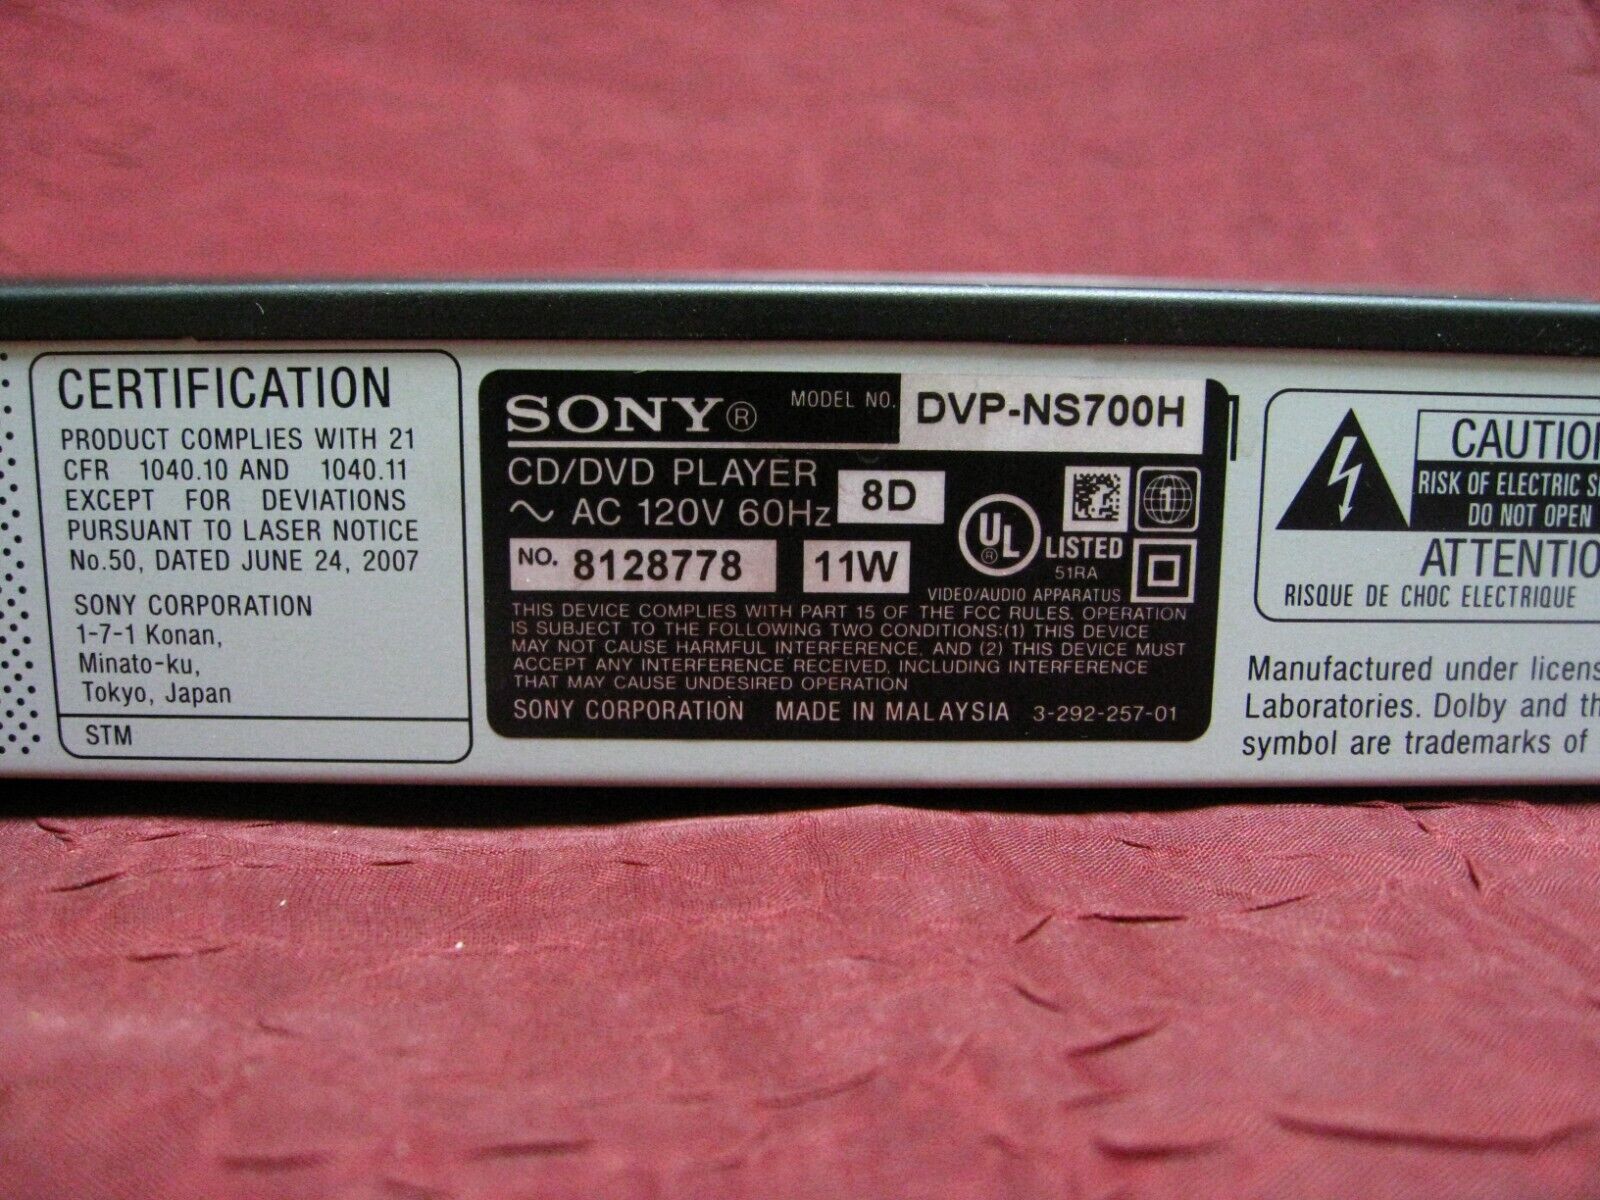 CERTIFICATION
PRODUCT COMPLIES WITH 21
CFR 1040.10 AND 1040.11
EXCEPT FOR DEVIATIONS
PURSUANT TO LASER NOTICE
No.50, DATED JUNE 24, 2007
SONY CORPORATION
1-7-1 Konan,
Minato-ku,
Tokyo, Japan
STM
SONY® MODEL NO. DVP-NS700H
CD/DVD PLAYER 8D
~ AC 120V 60Hz
NO. 8128778 11W
UL® LISTED
51RA
VIDEO/AUDIO APPARATUS
1
THIS DEVICE COMPLIES WITH PART 15 OF THE FCC RULES. OPERATION
IS SUBJECT TO THE FOLLOWING TWO CONDITIONS:(1) THIS DEVICE
MAY NOT CAUSE HARMFUL INTERFERENCE, AND (2) THIS DEVICE MUST
ACCEPT ANY INTERFERENCE RECEIVED, INCLUDING INTERFERENCE
THAT MAY CAUSE UNDESIRED OPERATION
SONY CORPORATION MADE IN MALAYSIA 3-292-257-01
CAUTIO
RISK OF ELECTRIC S
DO NOT OPEN
ATTENTIO
RISQUE DE CHOC ELECTRIQUE
Manufactured under licens
Laboratories. Dolby and th
symbol are trademarks of